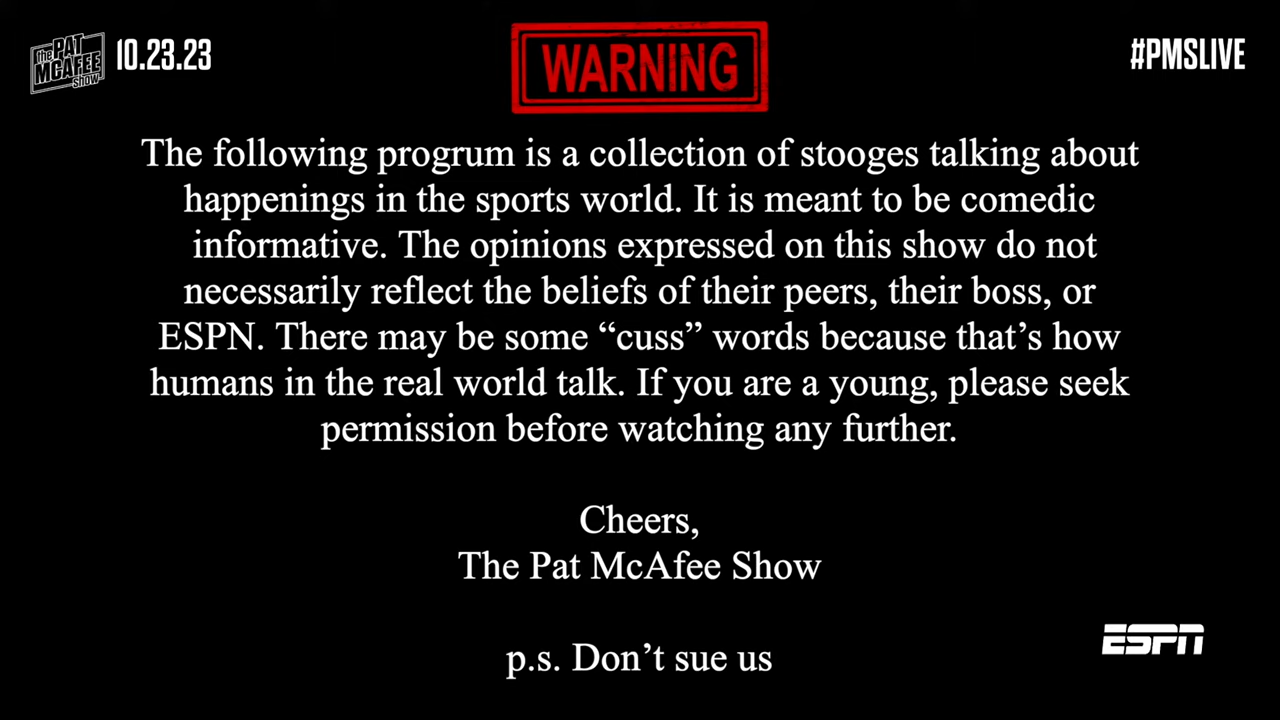 the PAT MCAFEE show
10.23.23
WARNING
#PMSLIVE
The following progrum is a collection of stooges talking about
happenings in the sports world. It is meant to be comedic
informative. The opinions expressed on this show do not
necessarily reflect the beliefs of their peers, their boss, or
ESPN. There may be some “cuss” words because that’s how
humans in the real world talk. If you are a young, please seek
permission before watching any further.
Cheers,
The Pat McAfee Show
ESPN
p.s. Don’t sue us